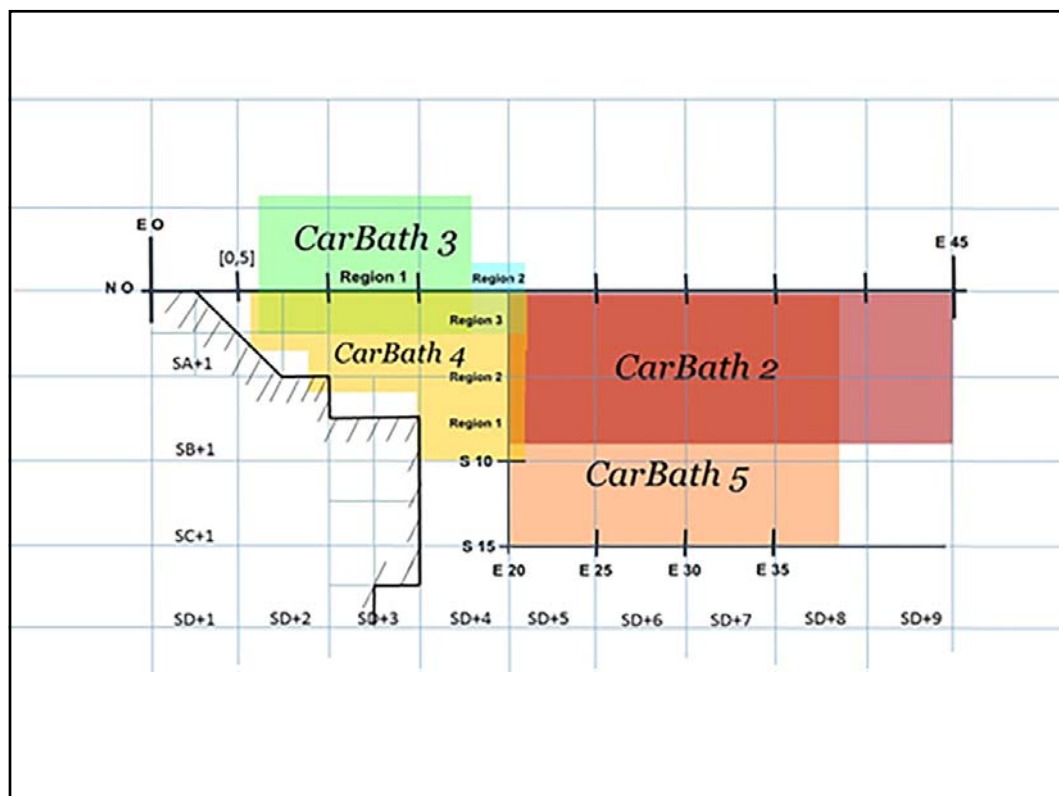 E O
CarBath 3
E 45
[0,5]
Region 1
Region 2
N O
Region 3
CarBath 4
SA+1
CarBath 2
Region 2
Region 1
SB+1
S 10
CarBath 5
SC+1
S 15
E 20 E 25 E 30 E 35
SD+1 SD+2 SD+3 SD+4 SD+5 SD+6 SD+7 SD+8 SD+9